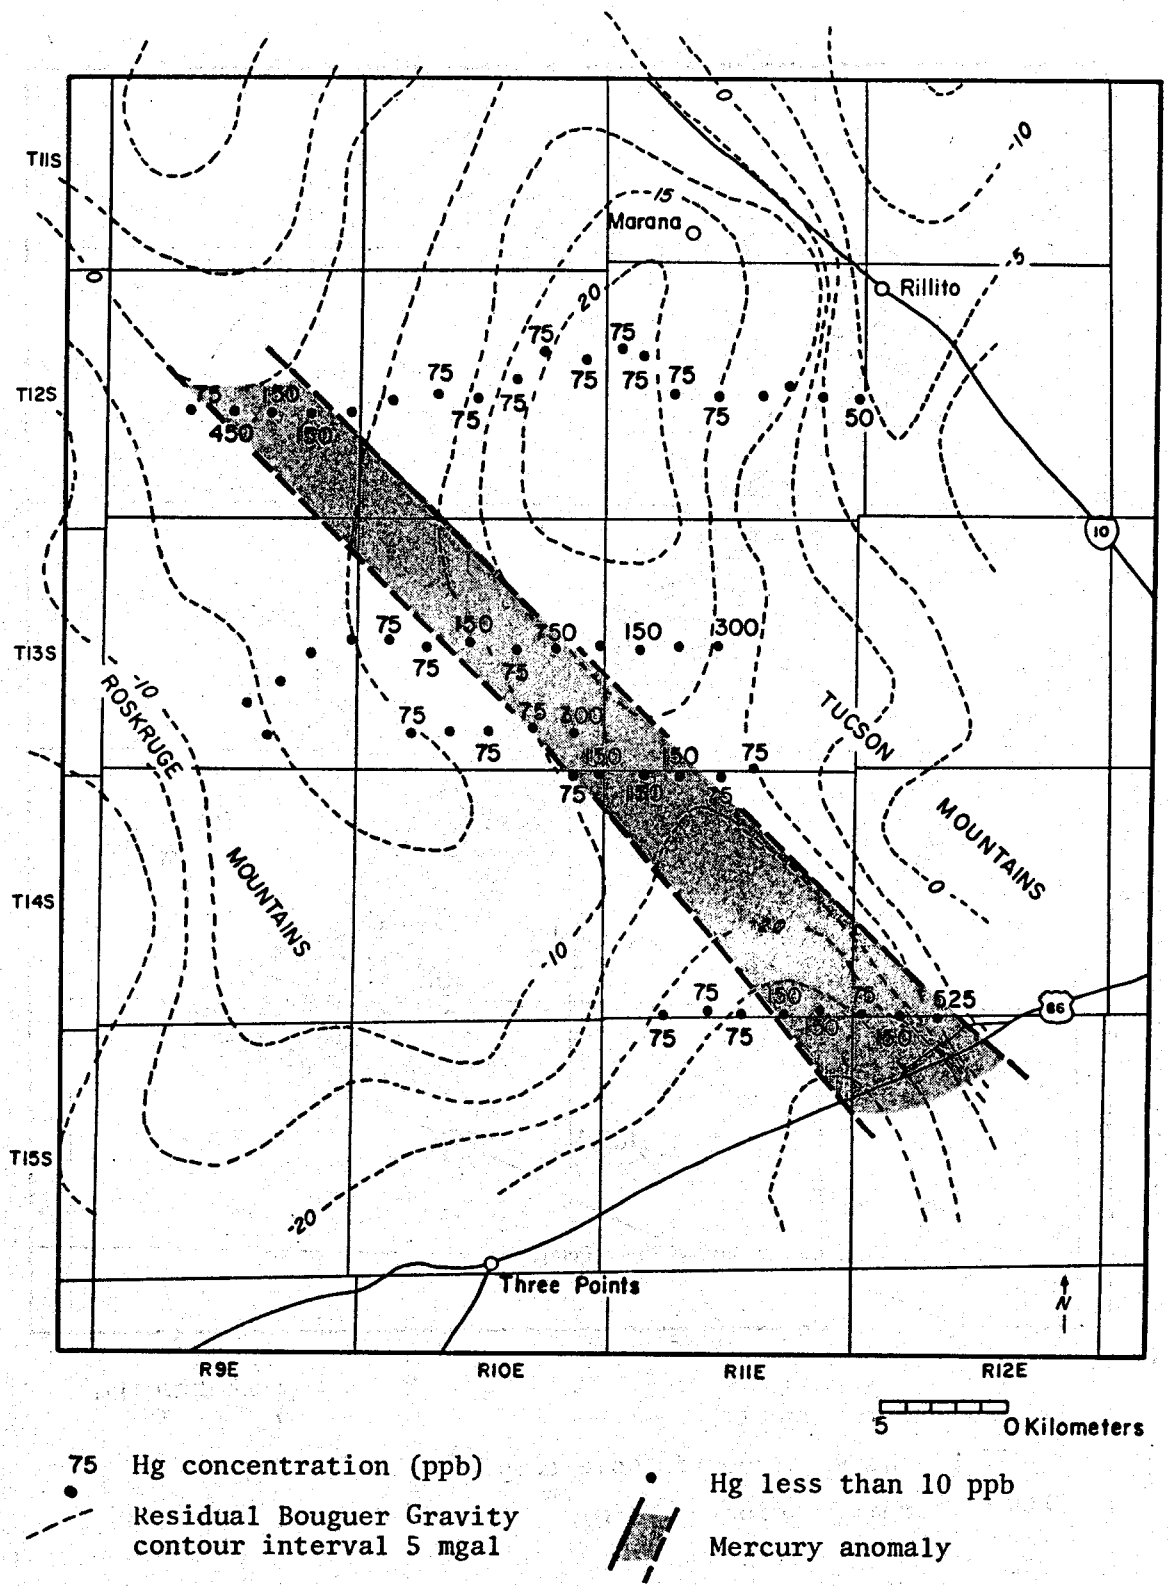 0
-10
T11S
15
Marana
-5
0
20
Rillito
75
75
75
75
75
75
T12S
75
150
75
75
75
50
450
150
10
75
150
750
150
300
T13S
75
75
-10
ROSKRUGE
TUCSON
75
75
300
75
150
150
75
75
150
75
MOUNTAINS
MOUNTAINS
0
T14S
-20
-10
75
150
75
525
86
75
75
150
150
T15S
-20
Three Points
N
R9E
R10E
R11E
R12E
5
0 Kilometers
75
Hg concentration (ppb)
Hg less than 10 ppb
Residual Bouguer Gravity
contour interval 5 mgal
Mercury anomaly